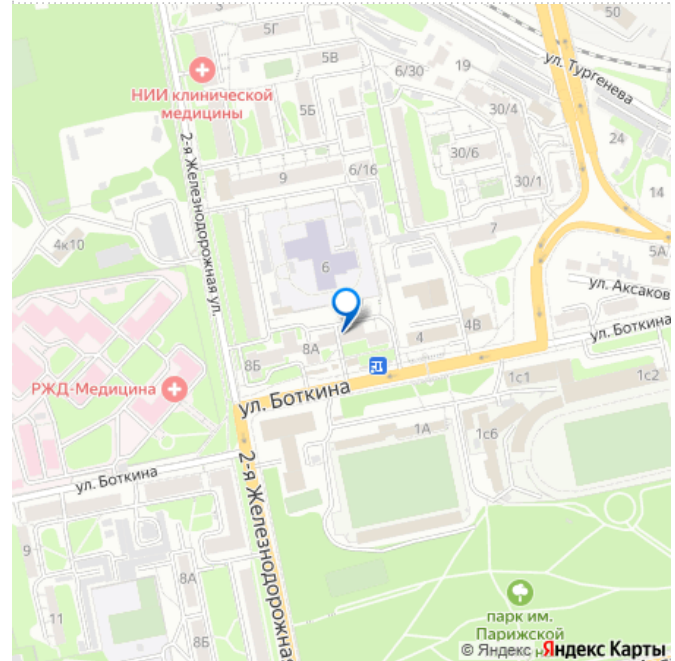 3
50
5Г
5В
6/30
19
ул. Тургенева
НИИ клинической
медицины
5Б
30/4
24
6/16
30/6
9
30/1
14
2-я Железнодорожная ул.
7
4к10
5А
6
ул. Аксаков
4
4В
ул. Боткина
8А
8Б
РЖД-Медицина
1с1
1с2
ул. Боткина
1А
1с6
ул. Боткина
2-я Железнодорожная
9
8А
11
8Б
парк им.
Парижской
© Яндекс Яндекс Карты